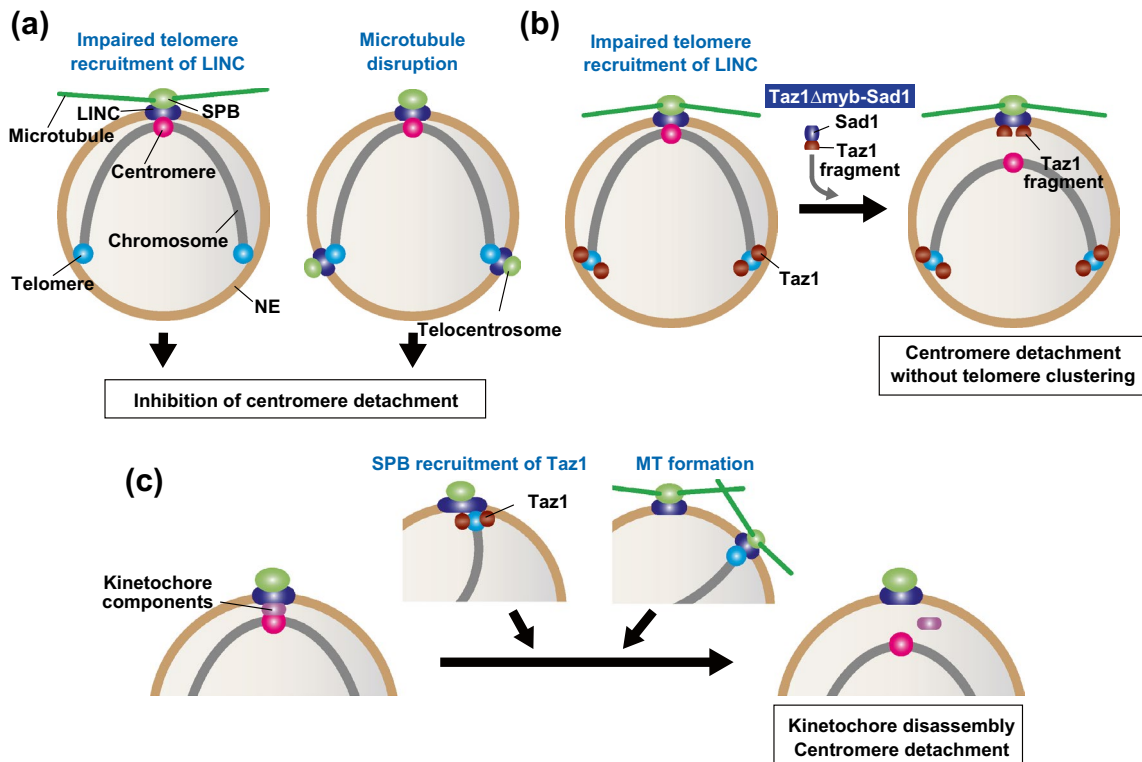 (a)
Impaired telomere
recruitment of LINC
Microtubule
disruption
LINC
SPB
Microtubule
Centromere
Chromosome
Telomere
NE
Telocentrosome
Inhibition of centromere detachment
(b)
Impaired telomere
recruitment of LINC
Taz1Δmyb-Sad1
Sad1
Taz1
fragment
Taz1
fragment
Taz1
Centromere detachment
without telomere clustering
(c)
SPB recruitment of Taz1
MT formation
Taz1
Kinetochore
components
Kinetochore disassembly
Centromere detachment